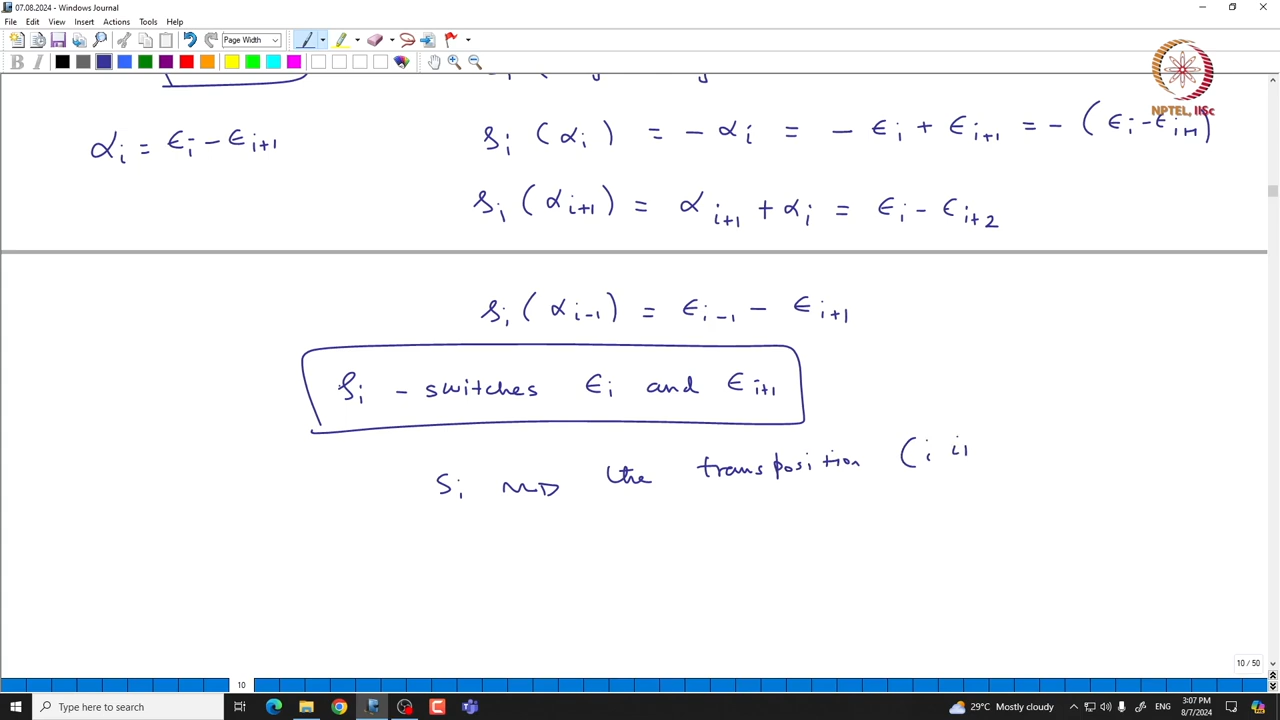 07.08.2024 - Windows Journal
File Edit View Insert Actions Tools Help
Page Width
B I
NPTEL, IISc
αᵢ = εᵢ - εᵢ₊₁
sᵢ (αᵢ) = - αᵢ = - εᵢ + εᵢ₊₁ = - (εᵢ - εᵢ₊₁)
sᵢ (αᵢ₊₁) = αᵢ₊₁ + αᵢ = εᵢ - εᵢ₊₂
sᵢ (αᵢ₋₁) = εᵢ₋₁ - εᵢ₊₁
sᵢ - switches εᵢ and εᵢ₊₁
sᵢ ⇝ the transposition (i i
10 / 50
10
Type here to search
29°C Mostly cloudy
ENG
3:07 PM
8/7/2024